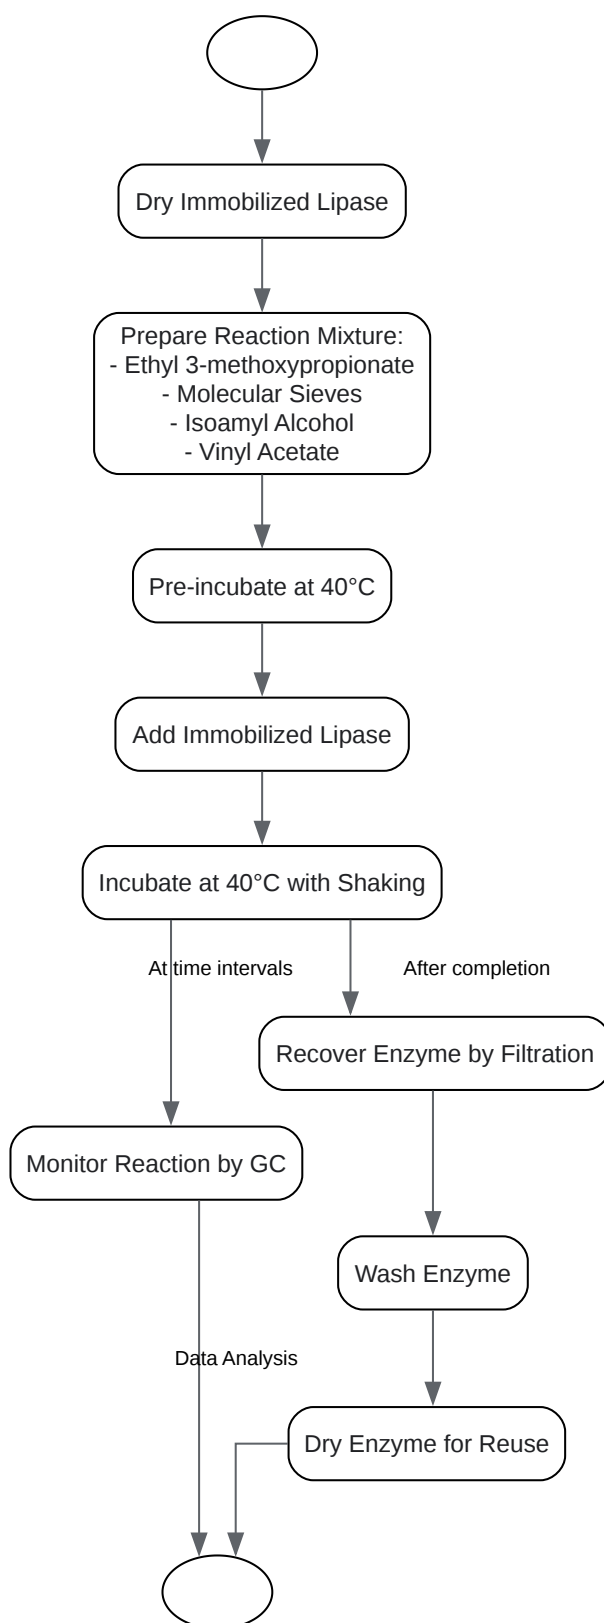 Dry Immobilized Lipase
Prepare Reaction Mixture:
- Ethyl 3-methoxypropionate
- Molecular Sieves
- Isoamyl Alcohol
- Vinyl Acetate
Pre-incubate at 40°C
Add Immobilized Lipase
Incubate at 40°C with Shaking
At time intervals
After completion
Recover Enzyme by Filtration
Monitor Reaction by GC
Wash Enzyme
Data Analysis
Dry Enzyme for Reuse